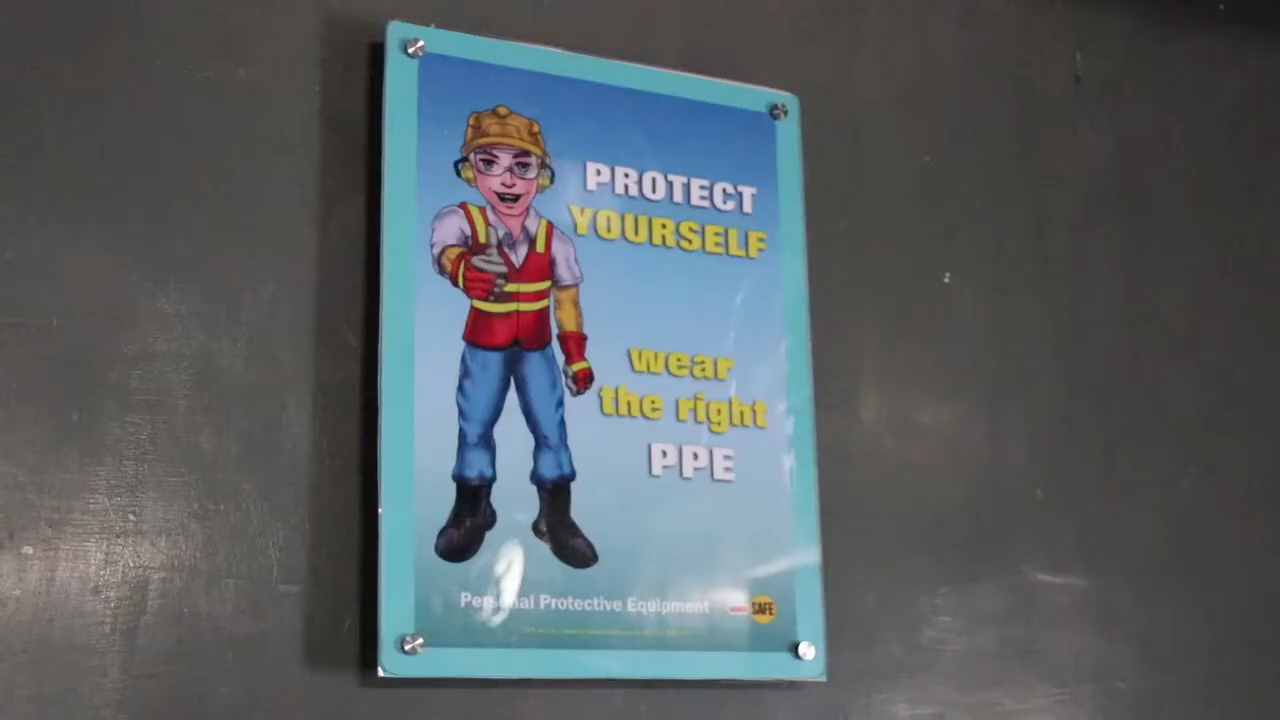 PROTECT
YOURSELF
wear
the right
PPE
Personal Protective Equipment
SAFE